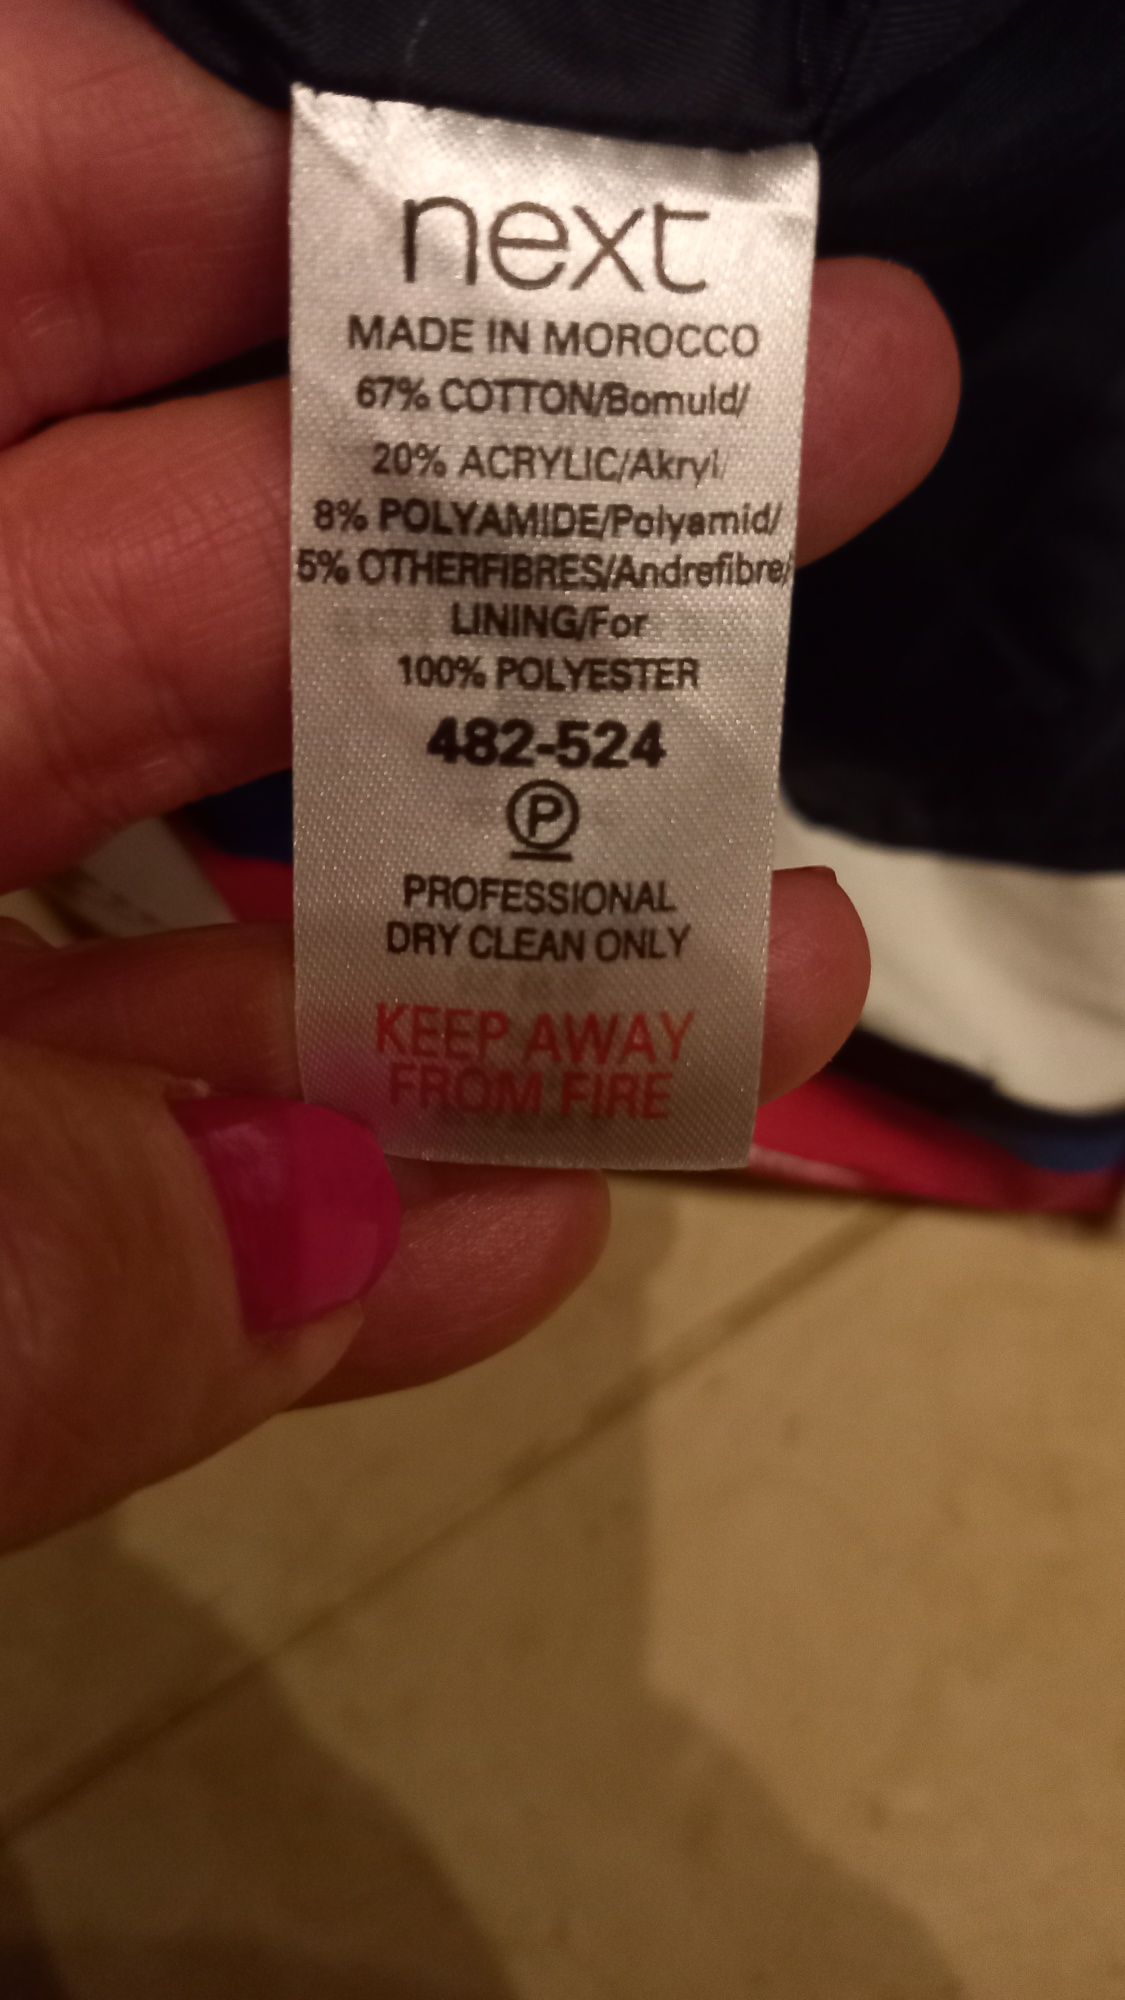 next
MADE IN MOROCCO
67% COTTON/Bomuld/
20% ACRYLIC/Akryl/
8% POLYAMIDE/Polyamid/
5% OTHERFIBRES/Andrefibre/
LINING/For
100% POLYESTER
482-524
P
PROFESSIONAL
DRY CLEAN ONLY
KEEP AWAY
FROM FIRE